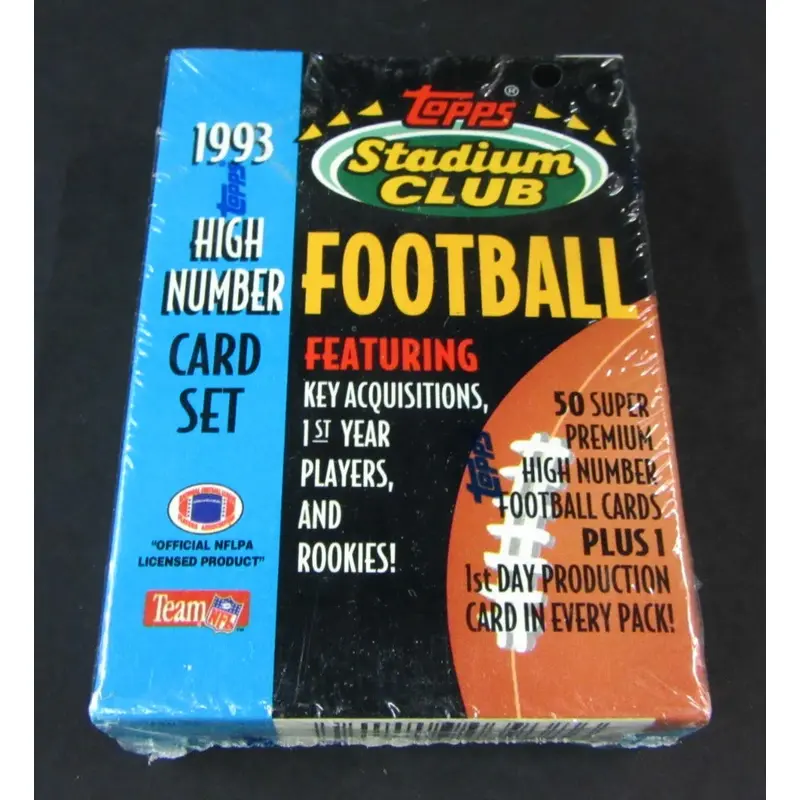 1993
HIGH
NUMBER
CARD
SET
"OFFICIAL NFLPA
LICENSED PRODUCT"
Team NFL
TOPPS
®
Stadium
CLUB
FOOTBALL
FEATURING
KEY ACQUISITIONS,
1ST YEAR
PLAYERS,
AND
ROOKIES!
50 SUPER
PREMIUM
HIGH NUMBER
FOOTBALL CARDS
PLUS 1
1st DAY PRODUCTION
CARD IN EVERY PACK!
TOPPS
TOPPS